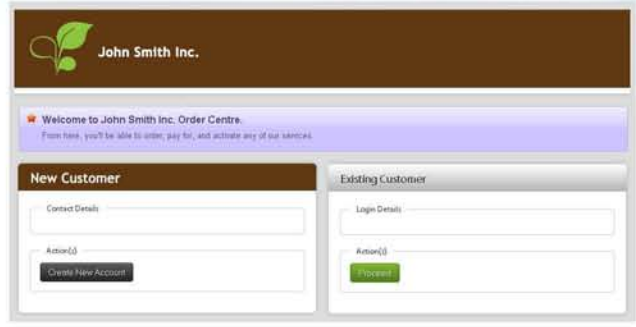 John Smith Inc.
Welcome to John Smith Inc. Order Centre.
From here, you'll be able to order, pay for, and activate any of our services.
New Customer
Contact Details
Action(s)
Create New Account
Existing Customer
Login Details
Action(s)
Proceed